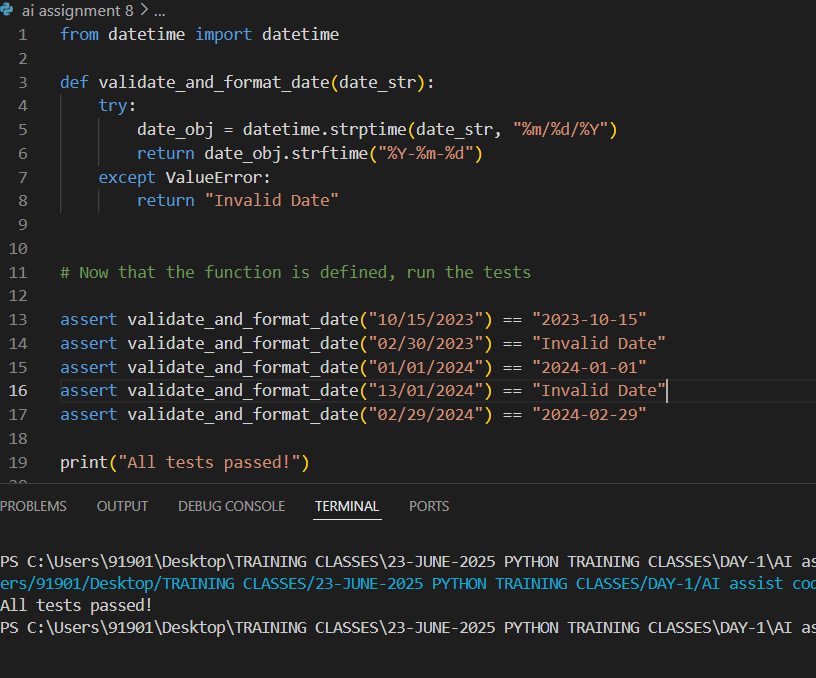 ai assignment 8 > ...
1 from datetime import datetime
2
3 def validate_and_format_date(date_str):
4     try:
5         date_obj = datetime.strptime(date_str, "%m/%d/%Y")
6         return date_obj.strftime("%Y-%m-%d")
7     except ValueError:
8         return "Invalid Date"
9
10
11 # Now that the function is defined, run the tests
12
13 assert validate_and_format_date("10/15/2023") == "2023-10-15"
14 assert validate_and_format_date("02/30/2023") == "Invalid Date"
15 assert validate_and_format_date("01/01/2024") == "2024-01-01"
16 assert validate_and_format_date("13/01/2024") == "Invalid Date"
17 assert validate_and_format_date("02/29/2024") == "2024-02-29"
18
19 print("All tests passed!")
20
PROBLEMS OUTPUT DEBUG CONSOLE TERMINAL PORTS
PS C:\Users\91901\Desktop\TRAINING CLASSES\23-JUNE-2025 PYTHON TRAINING CLASSES\DAY-1\AI as
ers/91901/Desktop/TRAINING CLASSES/23-JUNE-2025 PYTHON TRAINING CLASSES/DAY-1/AI assist cod
All tests passed!
PS C:\Users\91901\Desktop\TRAINING CLASSES\23-JUNE-2025 PYTHON TRAINING CLASSES\DAY-1\AI as